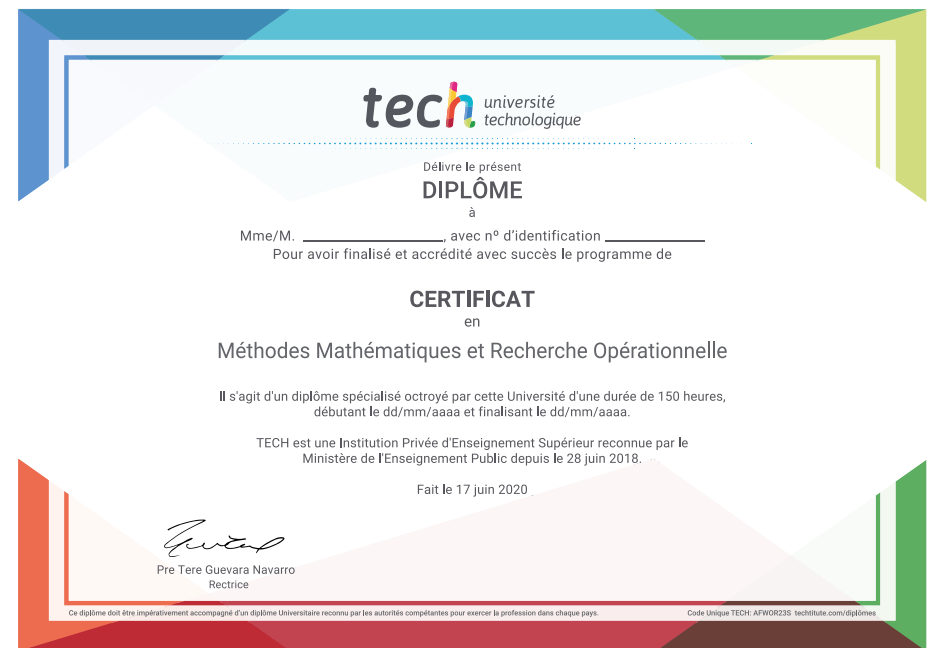 tech université
technologique
Délivre le présent
DIPLÔME
à
Mme/M. ____________________, avec nº d'identification ______________
Pour avoir finalisé et accrédité avec succès le programme de
CERTIFICAT
en
Méthodes Mathématiques et Recherche Opérationnelle
Il s'agit d'un diplôme spécialisé octroyé par cette Université d'une durée de 150 heures,
débutant le dd/mm/aaaa et finalisant le dd/mm/aaaa.
TECH est une Institution Privée d'Enseignement Supérieur reconnue par le
Ministère de l'Enseignement Public depuis le 28 juin 2018.
Fait le 17 juin 2020
Pre Tere Guevara Navarro
Rectrice
Ce diplôme doit être impérativement accompagné d'un diplôme Universitaire reconnu par les autorités compétantes pour exercer la profession dans chaque pays. Code Unique TECH: AFWOR23S techtitute.com/diplômes